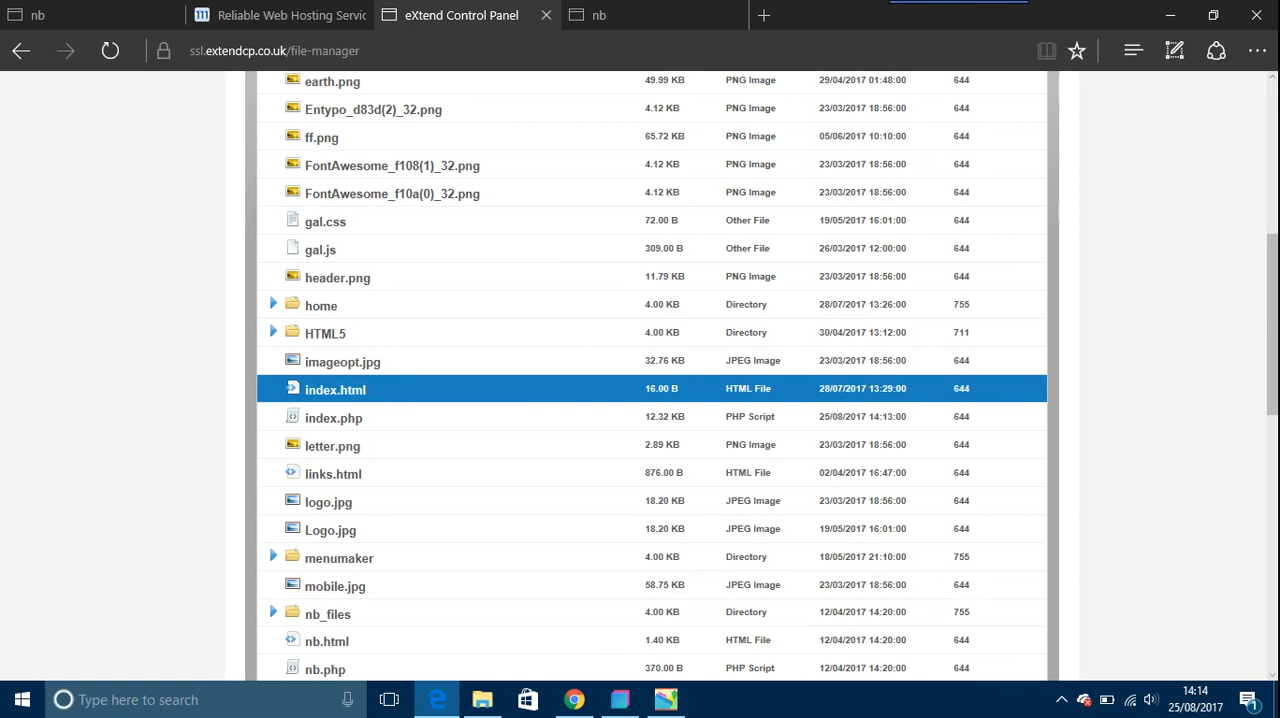 nb
Reliable Web Hosting Servic
eXtend Control Panel
nb
ssl.extendcp.co.uk/file-manager
earth.png 49.99 KB PNG Image 29/04/2017 01:48:00 644
Entypo_d83d(2)_32.png 4.12 KB PNG Image 23/03/2017 18:56:00 644
ff.png 65.72 KB PNG Image 05/06/2017 10:10:00 644
FontAwesome_f108(1)_32.png 4.12 KB PNG Image 23/03/2017 18:56:00 644
FontAwesome_f10a(0)_32.png 4.12 KB PNG Image 23/03/2017 18:56:00 644
gal.css 72.00 B Other File 19/05/2017 16:01:00 644
gal.js 309.00 B Other File 26/03/2017 12:00:00 644
header.png 11.79 KB PNG Image 23/03/2017 18:56:00 644
home 4.00 KB Directory 28/07/2017 13:26:00 755
HTML5 4.00 KB Directory 30/04/2017 13:12:00 711
imageopt.jpg 32.76 KB JPEG Image 23/03/2017 18:56:00 644
index.html 16.00 B HTML File 28/07/2017 13:29:00 644
index.php 12.32 KB PHP Script 25/08/2017 14:13:00 644
letter.png 2.89 KB PNG Image 23/03/2017 18:56:00 644
links.html 876.00 B HTML File 02/04/2017 16:47:00 644
logo.jpg 18.20 KB JPEG Image 23/03/2017 18:56:00 644
Logo.jpg 18.20 KB JPEG Image 19/05/2017 16:01:00 644
menumaker 4.00 KB Directory 18/05/2017 21:10:00 755
mobile.jpg 58.75 KB JPEG Image 23/03/2017 18:56:00 644
nb_files 4.00 KB Directory 12/04/2017 14:20:00 755
nb.html 1.40 KB HTML File 12/04/2017 14:20:00 644
nb.php 370.00 B PHP Script 12/04/2017 14:20:00 644
Type here to search
14:14
25/08/2017
1